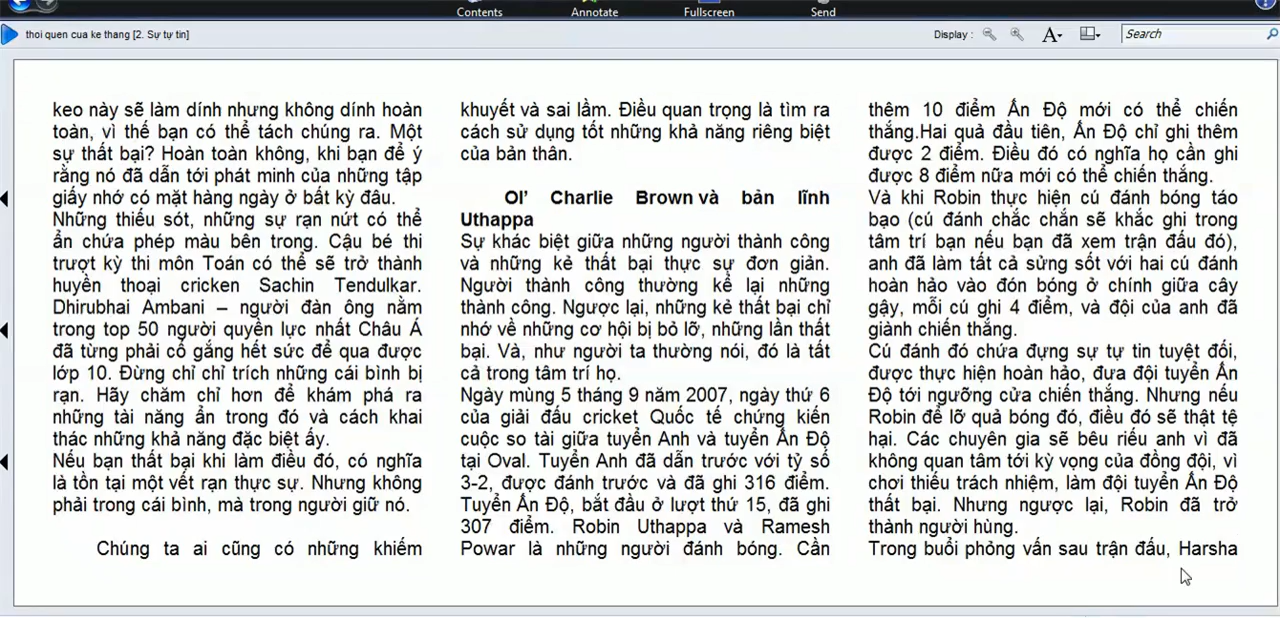 Contents
Annotate
Fullscreen
Send
thoi quen cua ke thang [2. Sự tự tin]
Display :
A
Search
keo này sẽ làm dính nhưng không dính hoàn
toàn, vì thế bạn có thể tách chúng ra. Một
sự thất bại? Hoàn toàn không, khi bạn để ý
rằng nó đã dẫn tới phát minh của những tập
giấy nhớ có mặt hàng ngày ở bất kỳ đâu.
Những thiếu sót, những sự rạn nứt có thể
ẩn chứa phép màu bên trong. Cậu bé thi
trượt kỳ thi môn Toán có thể sẽ trở thành
huyền thoại cricken Sachin Tendulkar.
Dhirubhai Ambani – người đàn ông nằm
trong top 50 người quyền lực nhất Châu Á
đã từng phải cố gắng hết sức để qua được
lớp 10. Đừng chỉ chỉ trích những cái bình bị
rạn. Hãy chăm chỉ hơn để khám phá ra
những tài năng ẩn trong đó và cách khai
thác những khả năng đặc biệt ấy.
Nếu bạn thất bại khi làm điều đó, có nghĩa
là tồn tại một vết rạn thực sự. Nhưng không
phải trong cái bình, mà trong người giữ nó.
Chúng ta ai cũng có những khiếm
khuyết và sai lầm. Điều quan trọng là tìm ra
cách sử dụng tốt những khả năng riêng biệt
của bản thân.
Ol’ Charlie Brown và bản lĩnh
Uthappa
Sự khác biệt giữa những người thành công
và những kẻ thất bại thực sự đơn giản.
Người thành công thường kể lại những
thành công. Ngược lại, những kẻ thất bại chỉ
nhớ về những cơ hội bị bỏ lỡ, những lần thất
bại. Và, như người ta thường nói, đó là tất
cả trong tâm trí họ.
Ngày mùng 5 tháng 9 năm 2007, ngày thứ 6
của giải đấu cricket Quốc tế chứng kiến
cuộc so tài giữa tuyển Anh và tuyển Ấn Độ
tại Oval. Tuyển Anh đã dẫn trước với tỷ số
3-2, được đánh trước và đã ghi 316 điểm.
Tuyển Ấn Độ, bắt đầu ở lượt thứ 15, đã ghi
307 điểm. Robin Uthappa và Ramesh
Powar là những người đánh bóng. Cần
thêm 10 điểm Ấn Độ mới có thể chiến
thắng.Hai quả đầu tiên, Ấn Độ chỉ ghi thêm
được 2 điểm. Điều đó có nghĩa họ cần ghi
được 8 điểm nữa mới có thể chiến thắng.
Và khi Robin thực hiện cú đánh bóng táo
bạo (cú đánh chắc chắn sẽ khắc ghi trong
tâm trí bạn nếu bạn đã xem trận đấu đó),
anh đã làm tất cả sửng sốt với hai cú đánh
hoàn hảo vào đón bóng ở chính giữa cây
gậy, mỗi cú ghi 4 điểm, và đội của anh đã
giành chiến thắng.
Cú đánh đó chứa đựng sự tự tin tuyệt đối,
được thực hiện hoàn hảo, đưa đội tuyển Ấn
Độ tới ngưỡng cửa chiến thắng. Nhưng nếu
Robin để lỡ quả bóng đó, điều đó sẽ thật tệ
hại. Các chuyên gia sẽ bêu riếu anh vì đã
không quan tâm tới kỳ vọng của đồng đội, vì
chơi thiếu trách nhiệm, làm đội tuyển Ấn Độ
thất bại. Nhưng ngược lại, Robin đã trở
thành người hùng.
Trong buổi phỏng vấn sau trận đấu, Harsha